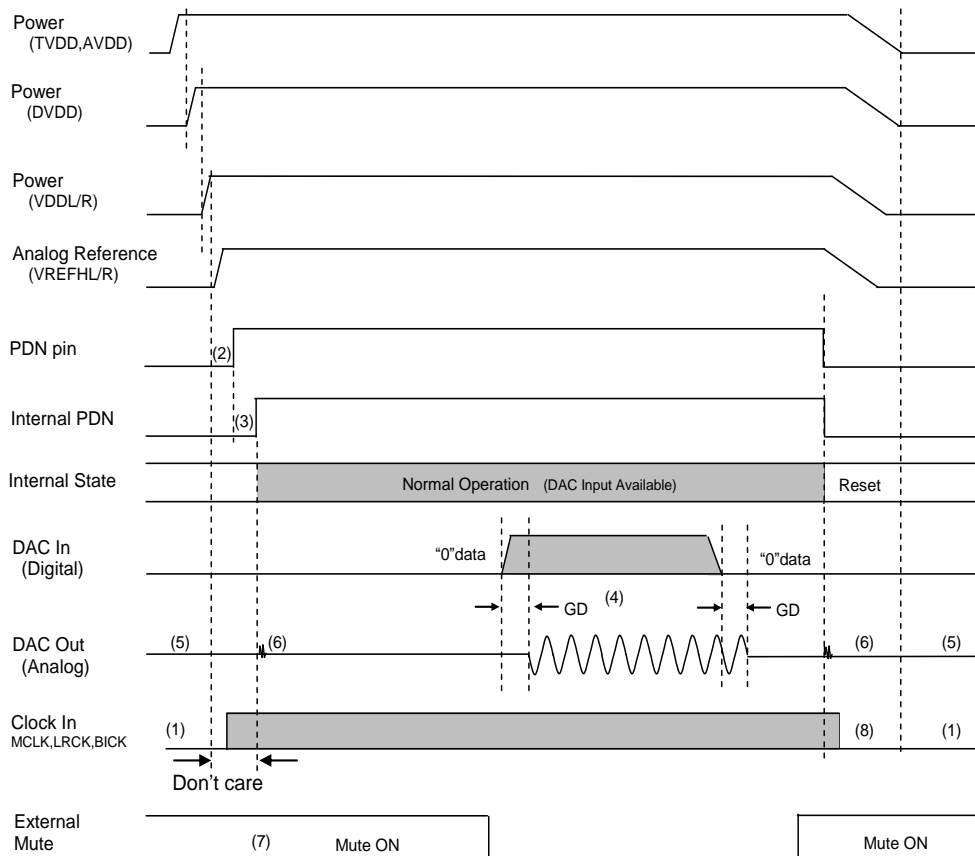 Power
(TVDD,AVDD)
Power
(DVDD)
Power
(VDDL/R)
Analog Reference
(VREFHL/R)
PDN pin
(2)
Internal PDN
(3)
Internal State
Normal Operation (DAC Input Available)
Reset
DAC In
(Digital)
“0”data
“0”data
GD
(4)
GD
DAC Out
(Analog)
(5)
(6)
(6)
(5)
Clock In
MCLK,LRCK,BICK
(1)
(8)
(1)
Don’t care
External
Mute
(7)
Mute ON
Mute ON